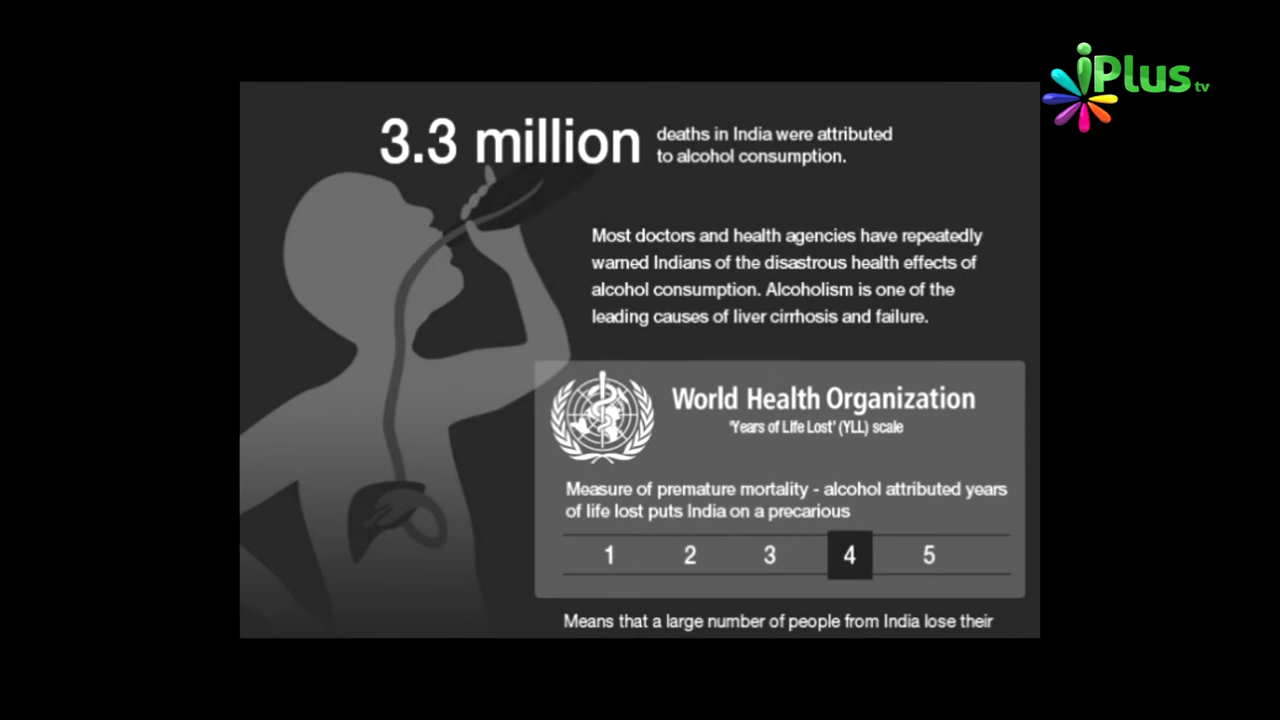 iPlus tv
3.3 million
deaths in India were attributed
to alcohol consumption.
Most doctors and health agencies have repeatedly
warned Indians of the disastrous health effects of
alcohol consumption. Alcoholism is one of the
leading causes of liver cirrhosis and failure.
World Health Organization
'Years of Life Lost' (YLL) scale
Measure of premature mortality - alcohol attributed years
of life lost puts India on a precarious
1 2 3 4 5
Means that a large number of people from India lose their